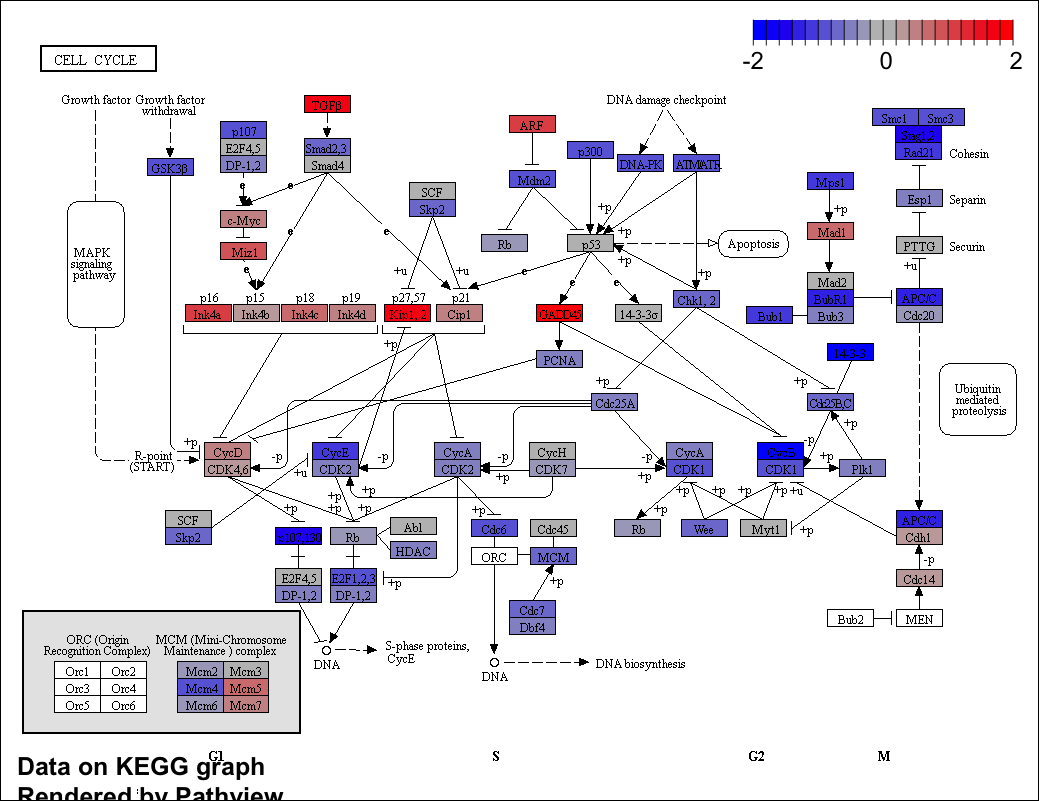 -2 0 2
CELL CYCLE
Growth factor
Growth factor
withdrawal
TGFβ
DNA damage checkpoint
ARF
p107
E2F4,5
DP-1,2
Smad2,3
Smad4
GSK3β
p300
DNA-PK
ATM/ATR
Smc1
Smc3
Stag1,2
Rad21
Cohesin
Mdm2
Mps1
SCF
Skp2
e
e
+p
+p
Esp1
Separin
c-Myc
Miz1
Rb
p53
Apoptosis
Mad1
PTTG
Securin
MAPK
signaling
pathway
e
e
+u
+u
e
e
e
+p
+p
+u
Mad2
BubR1
Bub3
APC/C
Cdc20
p16
Ink4a
p15
Ink4b
p18
Ink4c
p19
Ink4d
p27,57
Kip1, 2
p21
Cip1
GADD45
14-3-3σ
Chk1, 2
Bub1
+p
PCNA
14-3-3
+p
+p
Cdc25A
Cdc25B,C
Ubiquitin
mediated
proteolysis
R-point
(START)
+p
CycD
CDK4,6
-p
+u
CycE
CDK2
-p
CycA
CDK2
-p
+p
CycH
CDK7
+p
-p
CycA
CDK1
CycB
CDK1
-p
+p
+p
Plk1
+p
+p
+p
+p
+p
+p
+p
+p
+u
SCF
Skp2
p107,130
Rb
Abl
HDAC
Cdc6
Cdc45
ORC
MCM
Rb
Wee
Myt1
+p
APC/C
Cdh1
-p
E2F4,5
DP-1,2
E2F1,2,3
DP-1,2
+p
+p
Cdc14
Cdc7
Dbf4
Bub2
MEN
ORC (Origin
Recognition Complex)
MCM (Mini-Chromosome
Maintenance ) complex
Orc1 Orc2 Mcm2 Mcm3
Orc3 Orc4 Mcm4 Mcm5
Orc5 Orc6 Mcm6 Mcm7
DNA
S-phase proteins,
CycE
DNA
DNA biosynthesis
G1 S G2 M
Data on KEGG graph
Rendered by Pathview